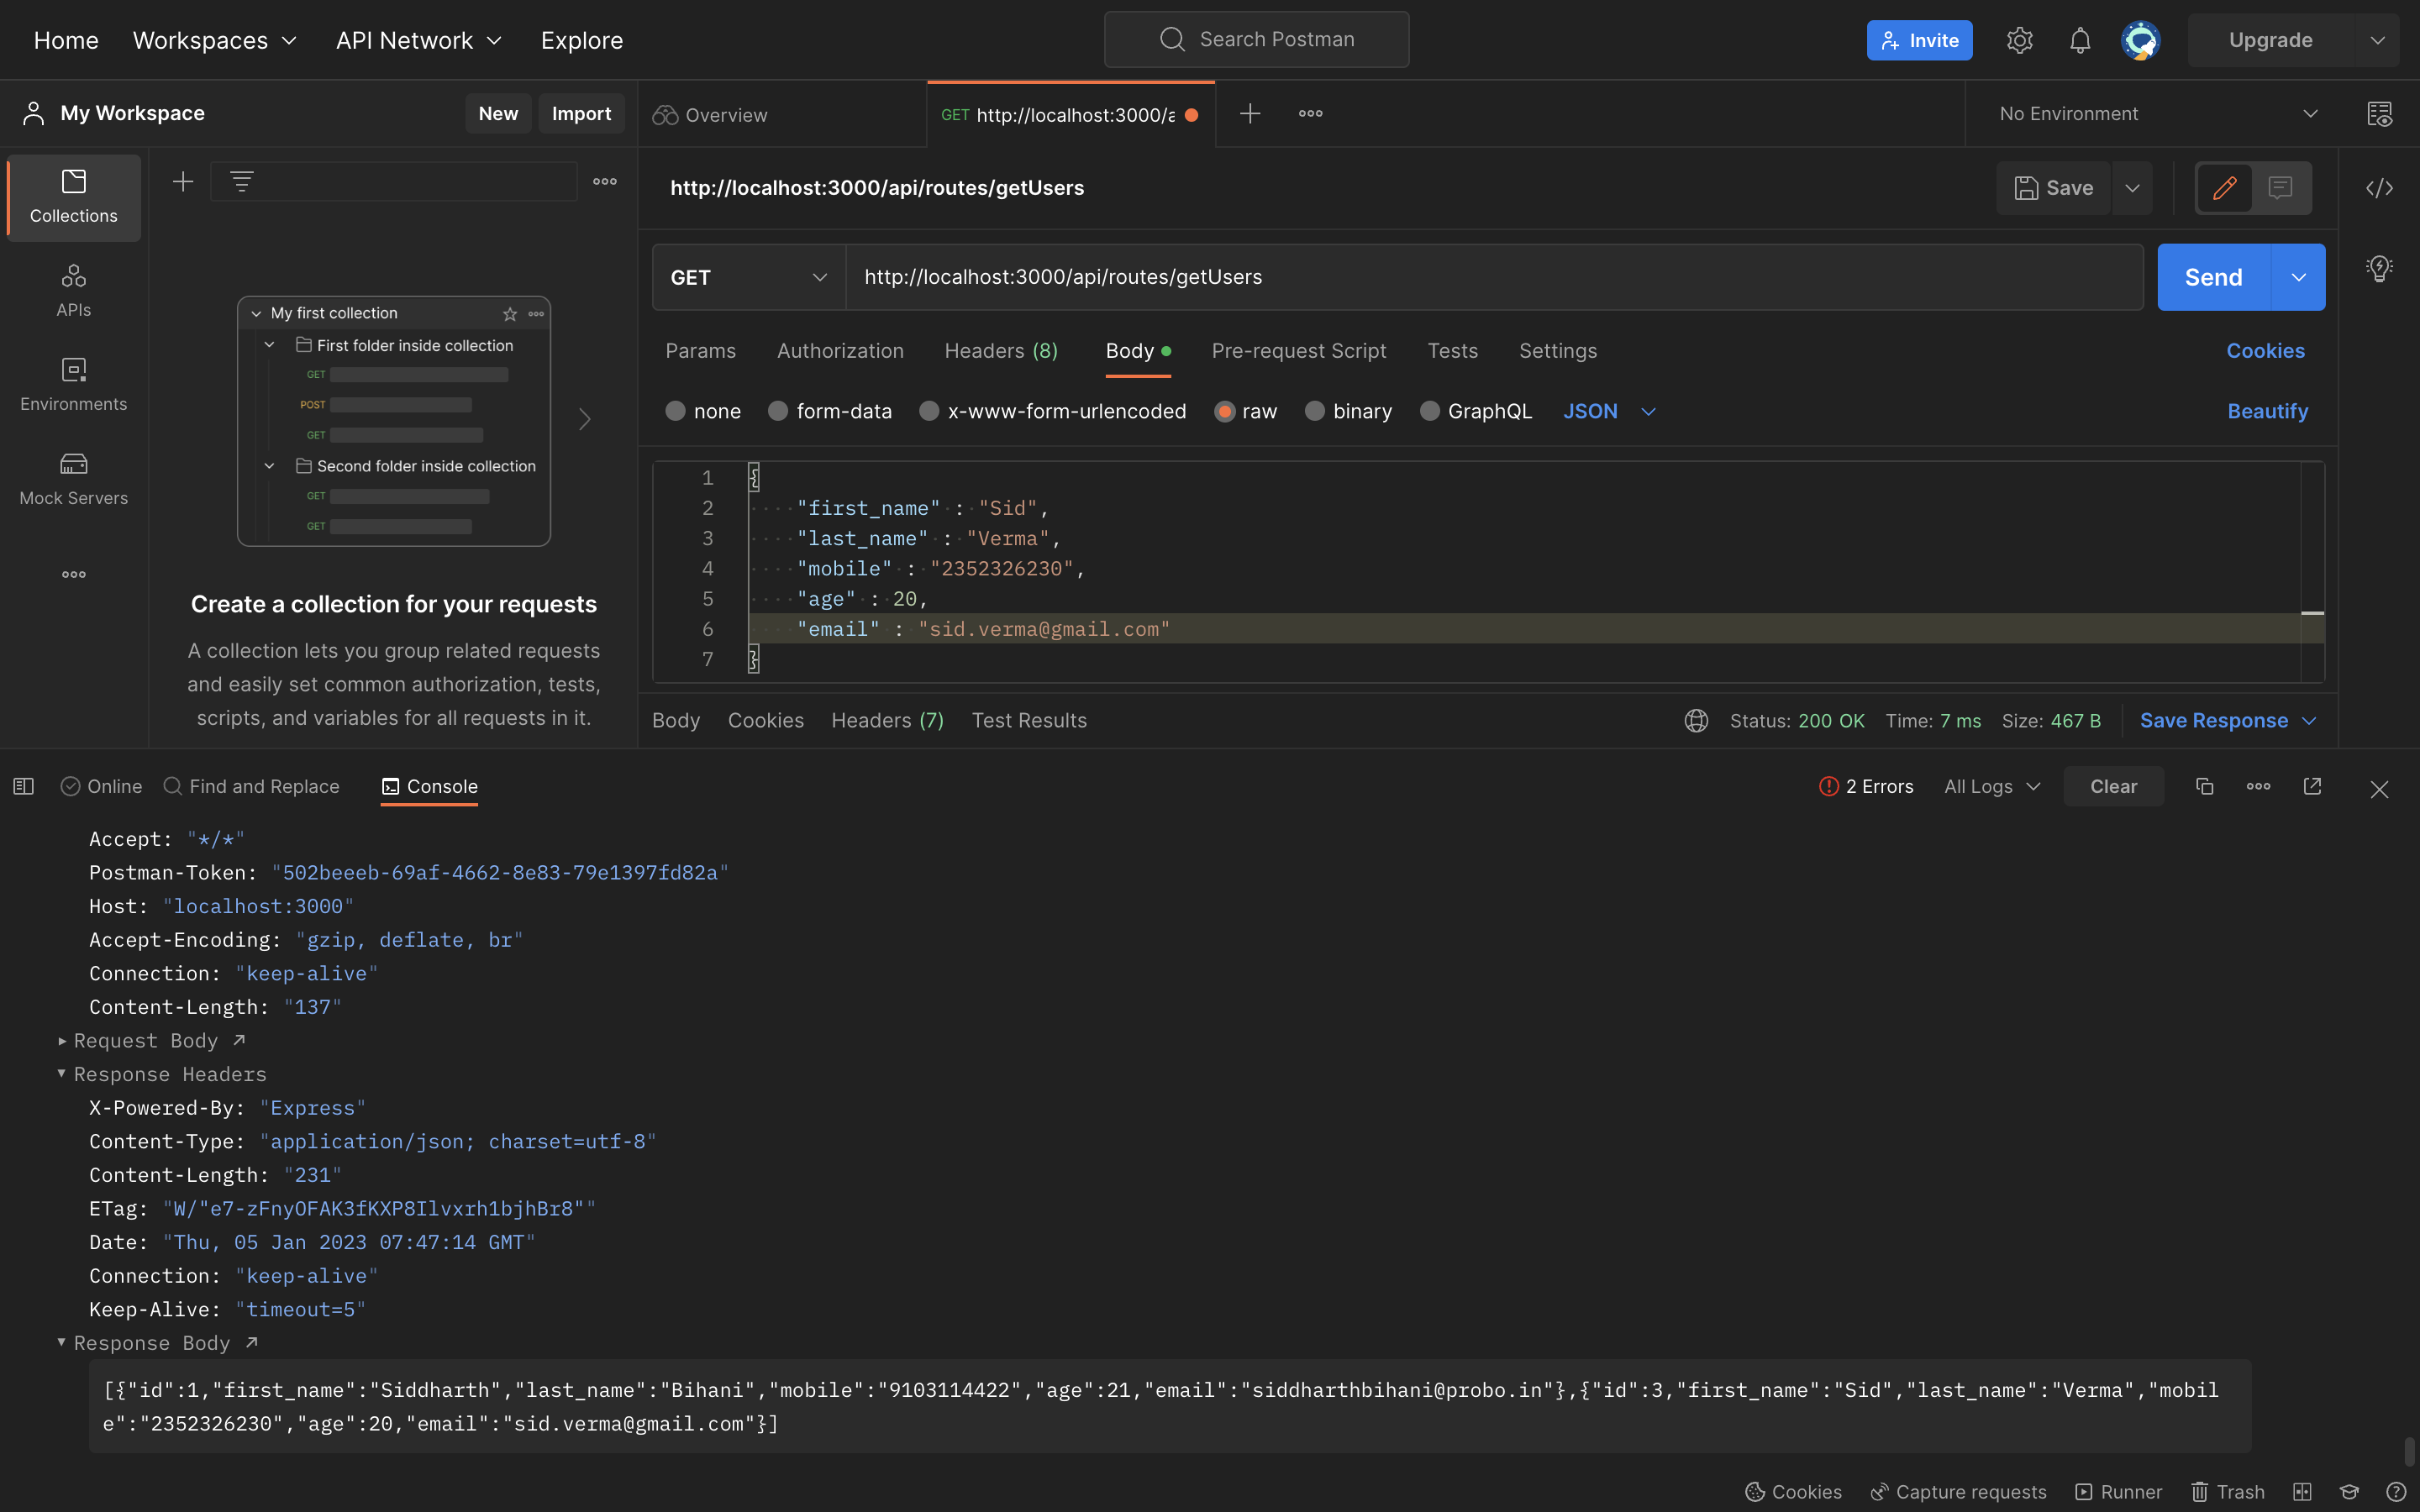 Home Workspaces API Network Explore Search Postman Invite Upgrade
My Workspace New Import Overview GET http://localhost:3000/a No Environment
Collections
APIs
Environments
Mock Servers
My first collection
First folder inside collection
GET
POST
GET
Second folder inside collection
GET
GET
Create a collection for your requests
A collection lets you group related requests
and easily set common authorization, tests,
scripts, and variables for all requests in it.
http://localhost:3000/api/routes/getUsers Save
GET http://localhost:3000/api/routes/getUsers Send
Params Authorization Headers (8) Body Pre-request Script Tests Settings Cookies
none form-data x-www-form-urlencoded raw binary GraphQL JSON Beautify
1 {
2 "first_name" : "Sid",
3 "last_name" : "Verma",
4 "mobile" : "2352326230",
5 "age" : 20,
6 "email" : "sid.verma@gmail.com"
7 }
Body Cookies Headers (7) Test Results Status: 200 OK Time: 7 ms Size: 467 B Save Response
Online Find and Replace Console 2 Errors All Logs Clear
Accept: "*/*"
Postman-Token: "502beeeb-69af-4662-8e83-79e1397fd82a"
Host: "localhost:3000"
Accept-Encoding: "gzip, deflate, br"
Connection: "keep-alive"
Content-Length: "137"
Request Body
Response Headers
X-Powered-By: "Express"
Content-Type: "application/json; charset=utf-8"
Content-Length: "231"
ETag: "W/"e7-zFnyOFAK3fKXP8Ilvxrh1bjhBr8""
Date: "Thu, 05 Jan 2023 07:47:14 GMT"
Connection: "keep-alive"
Keep-Alive: "timeout=5"
Response Body
[{"id":1,"first_name":"Siddharth","last_name":"Bihani","mobile":"9103114422","age":21,"email":"siddharthbihani@probo.in"},{"id":3,"first_name":"Sid","last_name":"Verma","mobil
e":"2352326230","age":20,"email":"sid.verma@gmail.com"}]
Cookies Capture requests Runner Trash